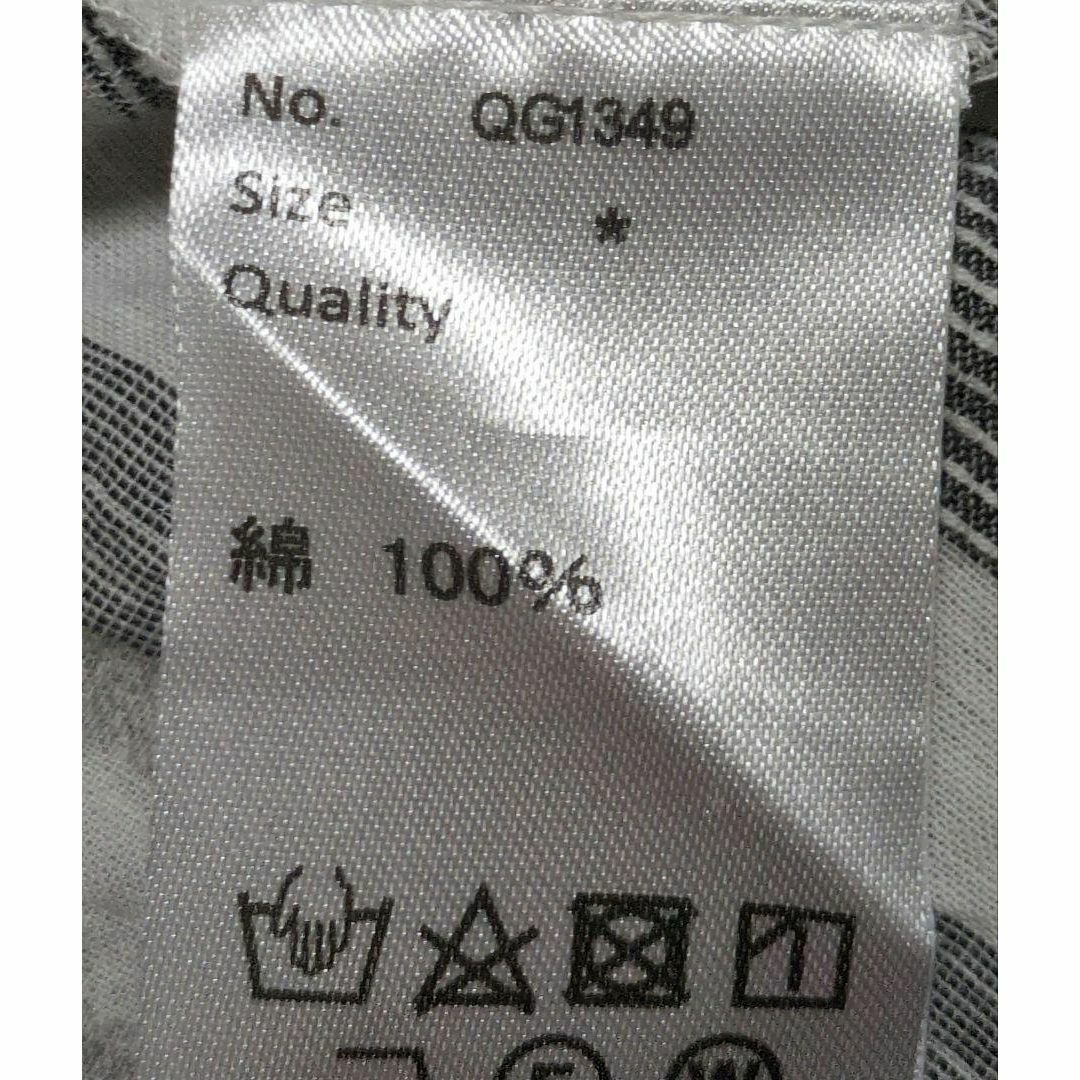 No. QG1349
Size *
Quality
綿 100%
F W